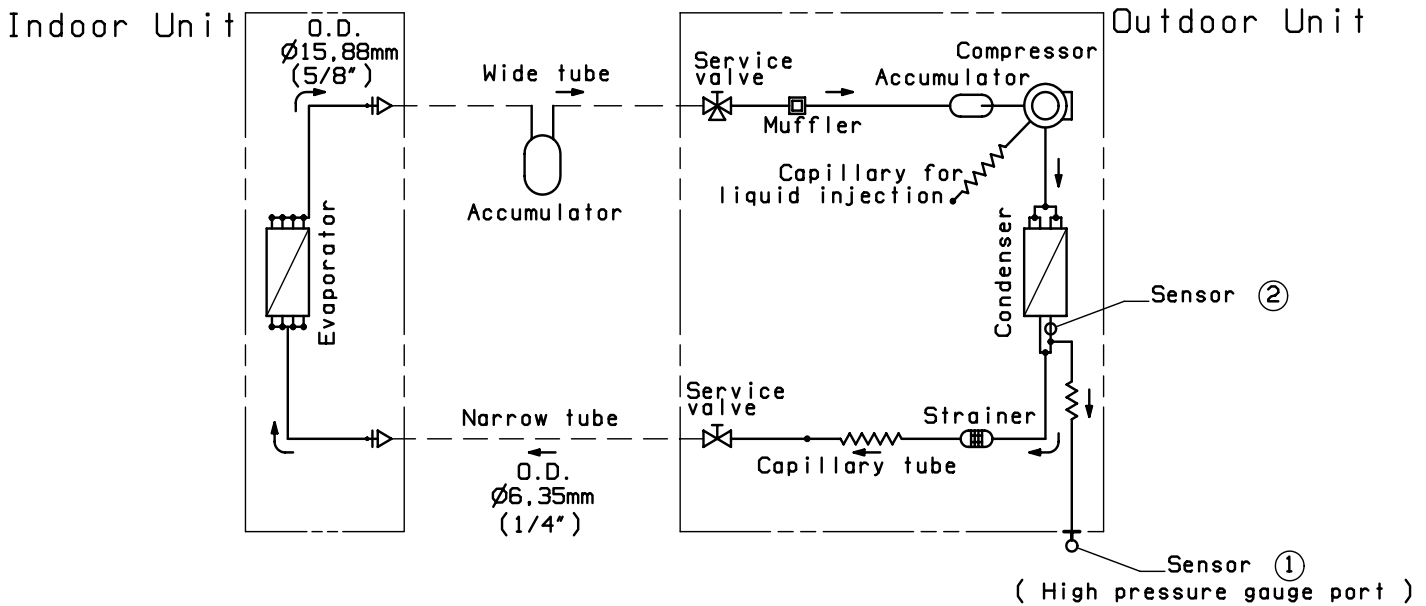 Indoor Unit
Outdoor Unit
O.D.
Ø15,88mm
(5/8")
Wide tube
Accumulator
Service
valve
Muffler
Accumulator
Compressor
Capillary for
liquid injection
Evaporator
Condenser
Sensor ②
Narrow tube
O.D.
Ø6,35mm
(1/4")
Service
valve
Capillary tube
Strainer
Sensor ①
( High pressure gauge port )